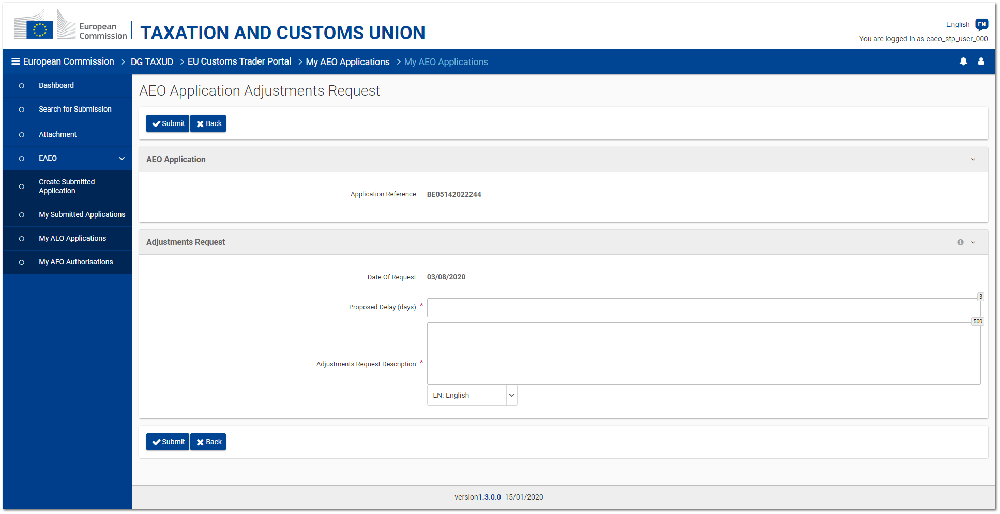 European
Commission
TAXATION AND CUSTOMS UNION
English EN
You are logged-in as eaeo_stp_user_000
European Commission > DG TAXUD > EU Customs Trader Portal > My AEO Applications > My AEO Applications
Dashboard
Search for Submission
Attachment
EAEO
Create Submitted
Application
My Submitted Applications
My AEO Applications
My AEO Authorisations
AEO Application Adjustments Request
Submit Back
AEO Application
Application Reference BE05142022244
Adjustments Request
Date Of Request 03/08/2020
3
Proposed Delay (days) *
500
Adjustments Request Description *
EN: English
Submit Back
version1.3.0.0- 15/01/2020